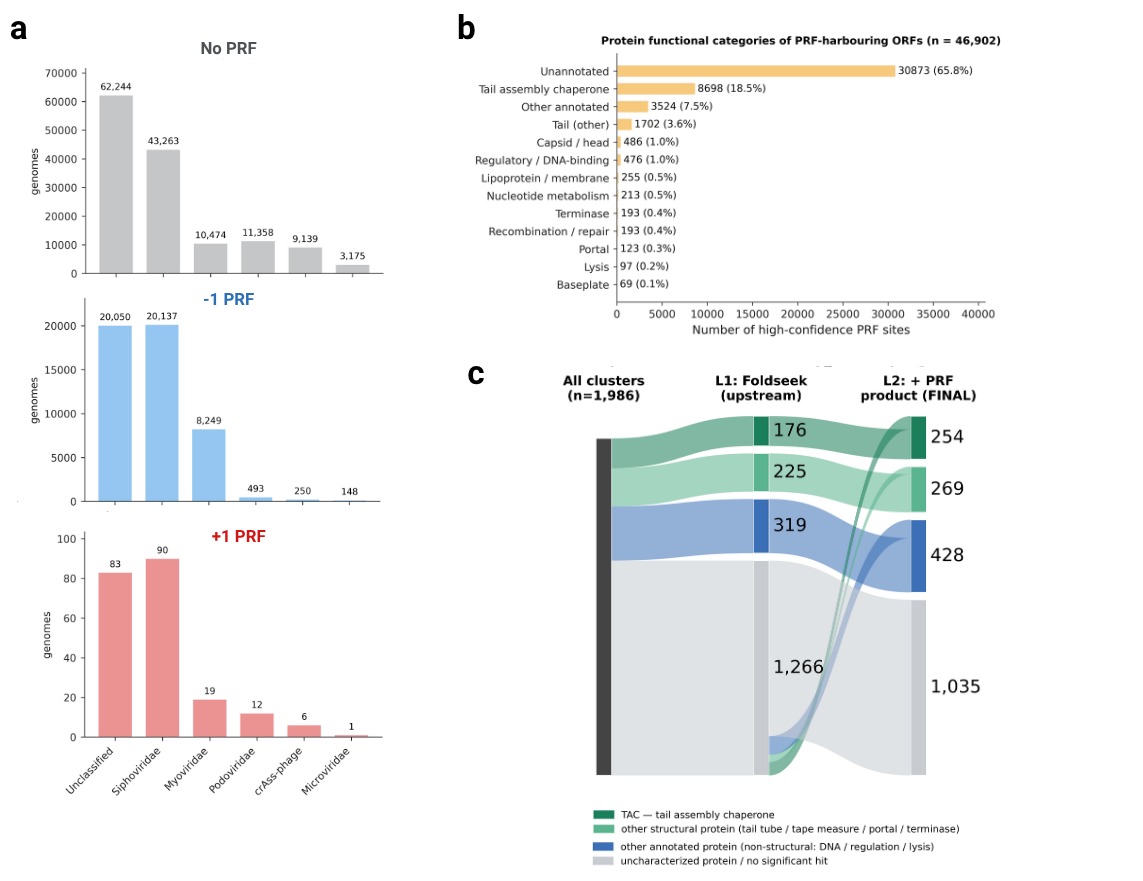 a
No PRF
genomes
70000
60000
50000
40000
30000
20000
10000
0
62,244
43,263
10,474
11,358
9,139
3,175
-1 PRF
genomes
20000
15000
10000
5000
0
20,050
20,137
8,249
493
250
148
+1 PRF
genomes
100
80
60
40
20
0
83
90
19
12
6
1
Unclassified
Siphoviridae
Myoviridae
Podoviridae
crAss-phage
Microviridae
b
Protein functional categories of PRF-harbouring ORFs (n = 46,902)
Unannotated 30873 (65.8%)
Tail assembly chaperone 8698 (18.5%)
Other annotated 3524 (7.5%)
Tail (other) 1702 (3.6%)
Capsid / head 486 (1.0%)
Regulatory / DNA-binding 476 (1.0%)
Lipoprotein / membrane 255 (0.5%)
Nucleotide metabolism 213 (0.5%)
Terminase 193 (0.4%)
Recombination / repair 193 (0.4%)
Portal 123 (0.3%)
Lysis 97 (0.2%)
Baseplate 69 (0.1%)
0 5000 10000 15000 20000 25000 30000 35000 40000
Number of high-confidence PRF sites
c
All clusters
(n=1,986)
L1: Foldseek
(upstream)
L2: + PRF
product (FINAL)
176
225
319
1,266
254
269
428
1,035
TAC — tail assembly chaperone
other structural protein (tail tube / tape measure / portal / terminase)
other annotated protein (non-structural: DNA / regulation / lysis)
uncharacterized protein / no significant hit